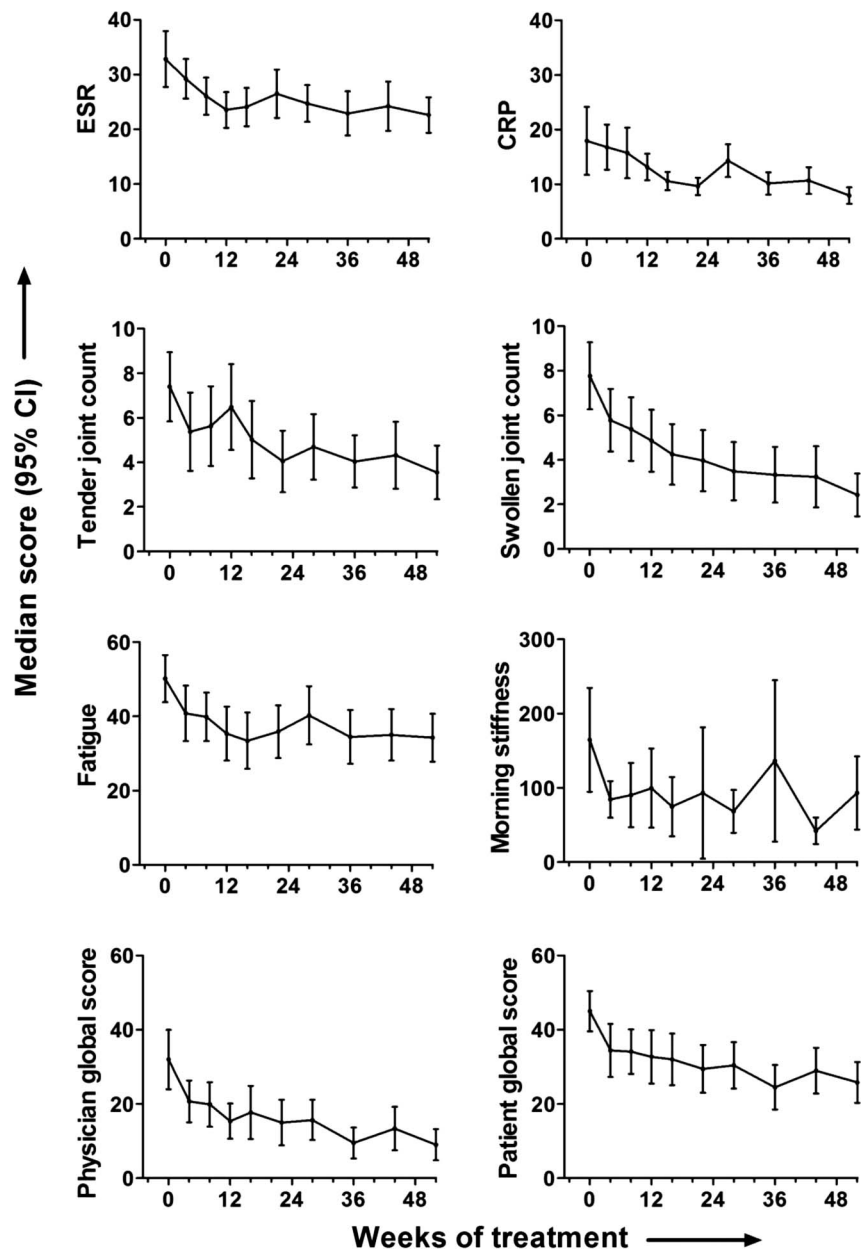 Median score (95% CI)
ESR
40
30
20
10
0
0 12 24 36 48
CRP
40
30
20
10
0
0 12 24 36 48
Tender joint count
10
8
6
4
2
0
0 12 24 36 48
Swollen joint count
10
8
6
4
2
0
0 12 24 36 48
Fatigue
60
40
20
0
0 12 24 36 48
Morning stiffness
300
200
100
0
0 12 24 36 48
Physician global score
60
40
20
0
0 12 24 36 48
Patient global score
60
40
20
0
0 12 24 36 48
Weeks of treatment